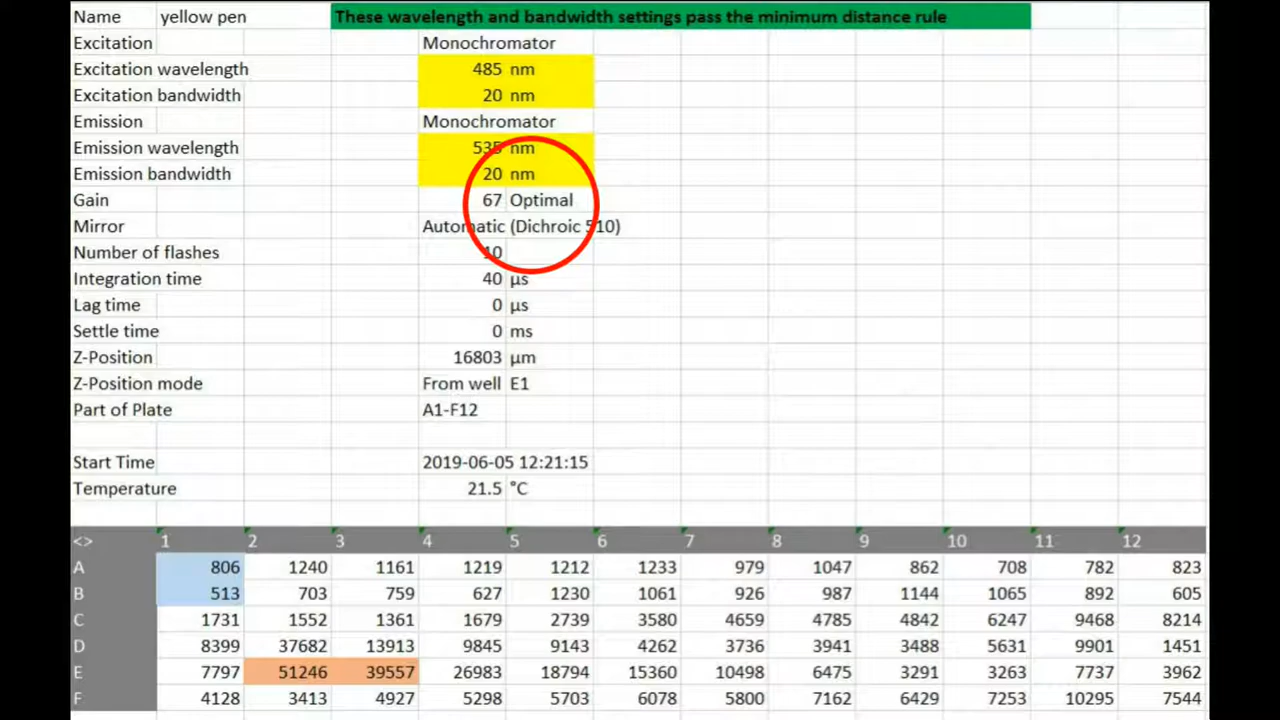 Name yellow pen These wavelength and bandwidth settings pass the minimum distance rule
Excitation Monochromator
Excitation wavelength 485 nm
Excitation bandwidth 20 nm
Emission Monochromator
Emission wavelength 535 nm
Emission bandwidth 20 nm
Gain 67 Optimal
Mirror Automatic (Dichroic 510)
Number of flashes 10
Integration time 40 µs
Lag time 0 µs
Settle time 0 ms
Z-Position 16803 µm
Z-Position mode From well E1
Part of Plate A1-F12
Start Time 2019-06-05 12:21:15
Temperature 21.5 °C
<> 1 2 3 4 5 6 7 8 9 10 11 12
A 806 1240 1161 1219 1212 1233 979 1047 862 708 782 823
B 513 703 759 627 1230 1061 926 987 1144 1065 892 605
C 1731 1552 1361 1679 2739 3580 4659 4785 4842 6247 9468 8214
D 8399 37682 13913 9845 9143 4262 3736 3941 3488 5631 9901 1451
E 7797 51246 39557 26983 18794 15360 10498 6475 3291 3263 7737 3962
F 4128 3413 4927 5298 5703 6078 5800 7162 6429 7253 10295 7544